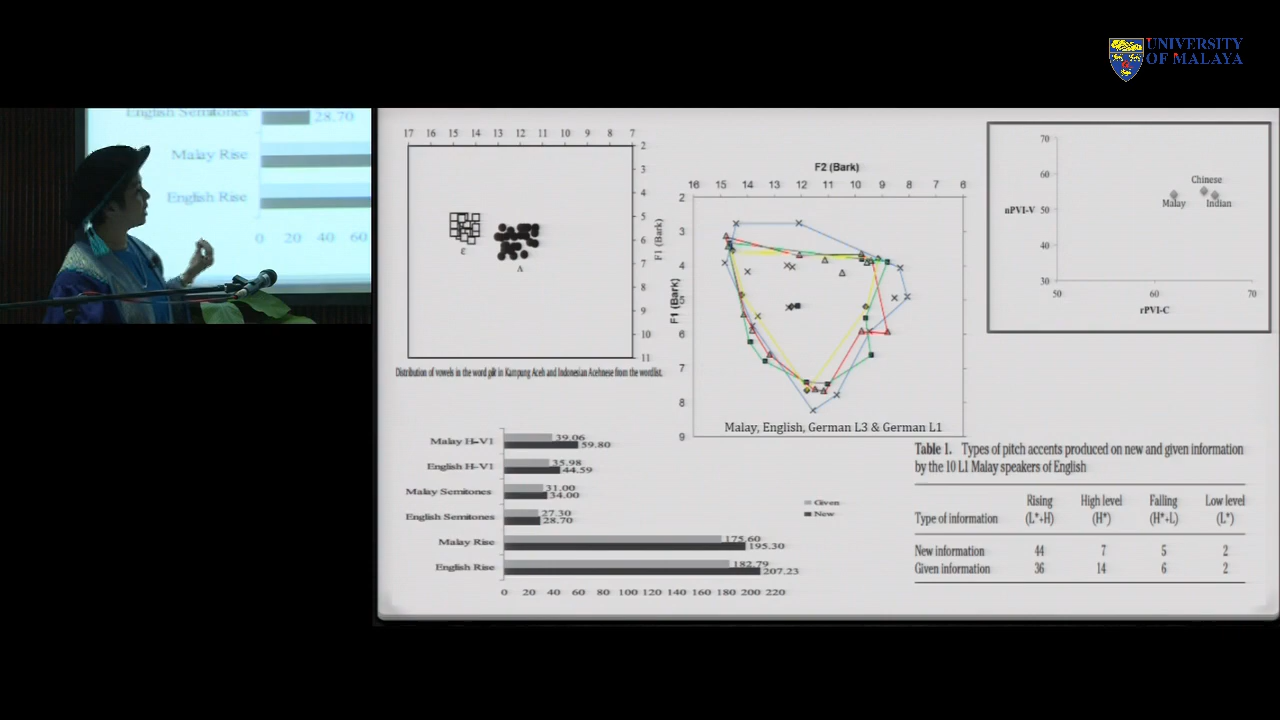 UNIVERSITY
OF MALAYA
English Semitones
28.70
Malay Rise
English Rise
0 20 40 60
17 16 15 14 13 12 11 10 9 8 7
2
3
4
5
6
7
8
9
10
11
F1 (Bark)
ε
ʌ
Distribution of vowels in the word gilt in Kampung Aceh and Indonesian Acehnese from the wordlist.
F2 (Bark)
16 14 13 12 11 10 9 8 7 6
2
3
4
5
6
7
8
9
F1 (Bark)
Malay, English, German L3 & German L1
70
60
50
40
30
nPVI-V
Chinese
Malay
Indian
50 60 70
rPVI-C
Malay H-V1 39.06
59.80
English H-V1 35.98
44.59
Malay Semitones 31.00
34.00
English Semitones 27.30
28.70
Malay Rise 175.60
195.30
English Rise 182.79
207.23
0 20 40 60 80 100 120 140 160 180 200 220
Given
New
Table 1. Types of pitch accents produced on new and given information
by the 10 L1 Malay speakers of English
Rising High level Falling Low level
Type of information (L*+H) (H*) (H*+L) (L*)
New information 44 7 5 2
Given information 36 14 6 2